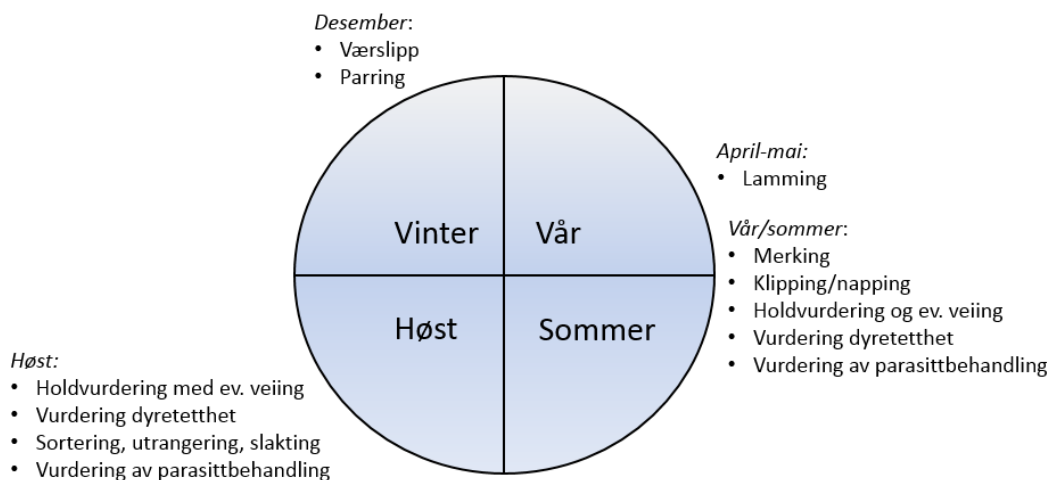 Desember:
• Værslipp
• Parring
April-mai:
• Lamming
Vinter
Vår
Vår/sommer:
• Merking
• Klipping/napping
• Holdvurdering og ev. veiing
• Vurdering dyretetthet
• Vurdering av parasittbehandling
Høst
Sommer
Høst:
• Holdvurdering med ev. veiing
• Vurdering dyretetthet
• Sortering, utrangering, slakting
• Vurdering av parasittbehandling